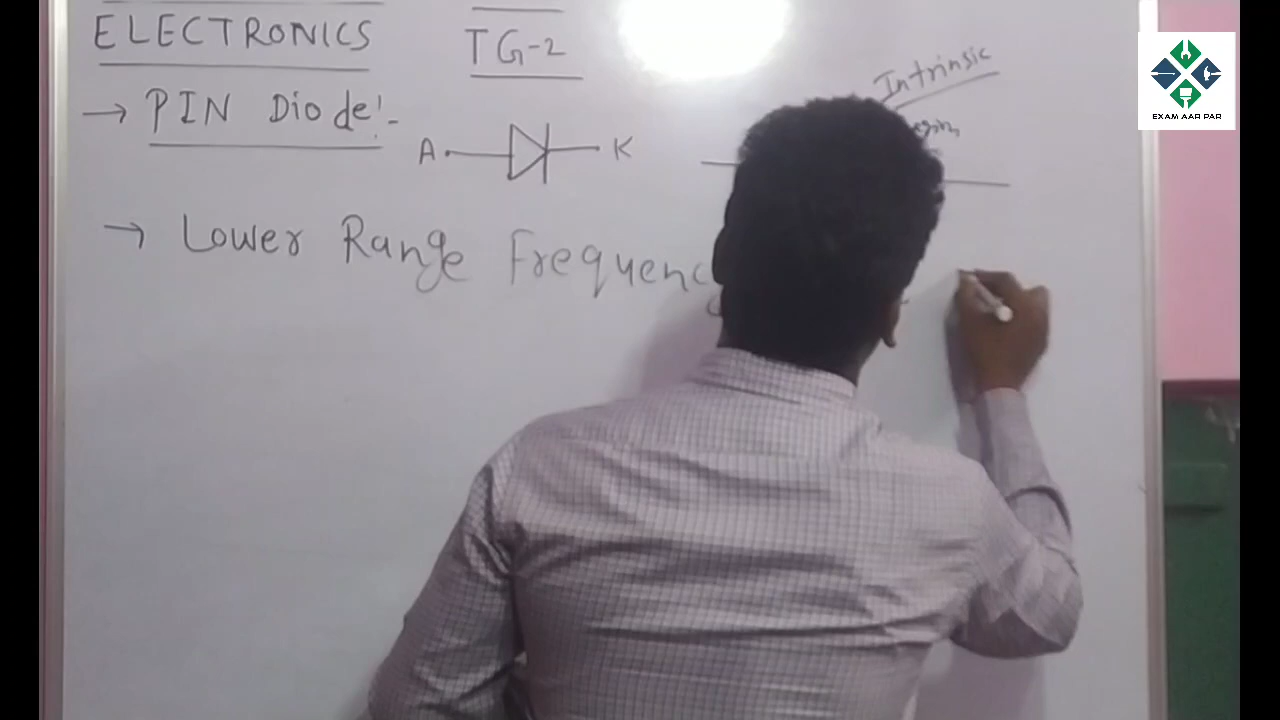 ELECTRONICS
TG-2
→ PIN Diode:-
A
K
Intrinsic
→ Lower Range Frequenc
EXAM AAR PAR